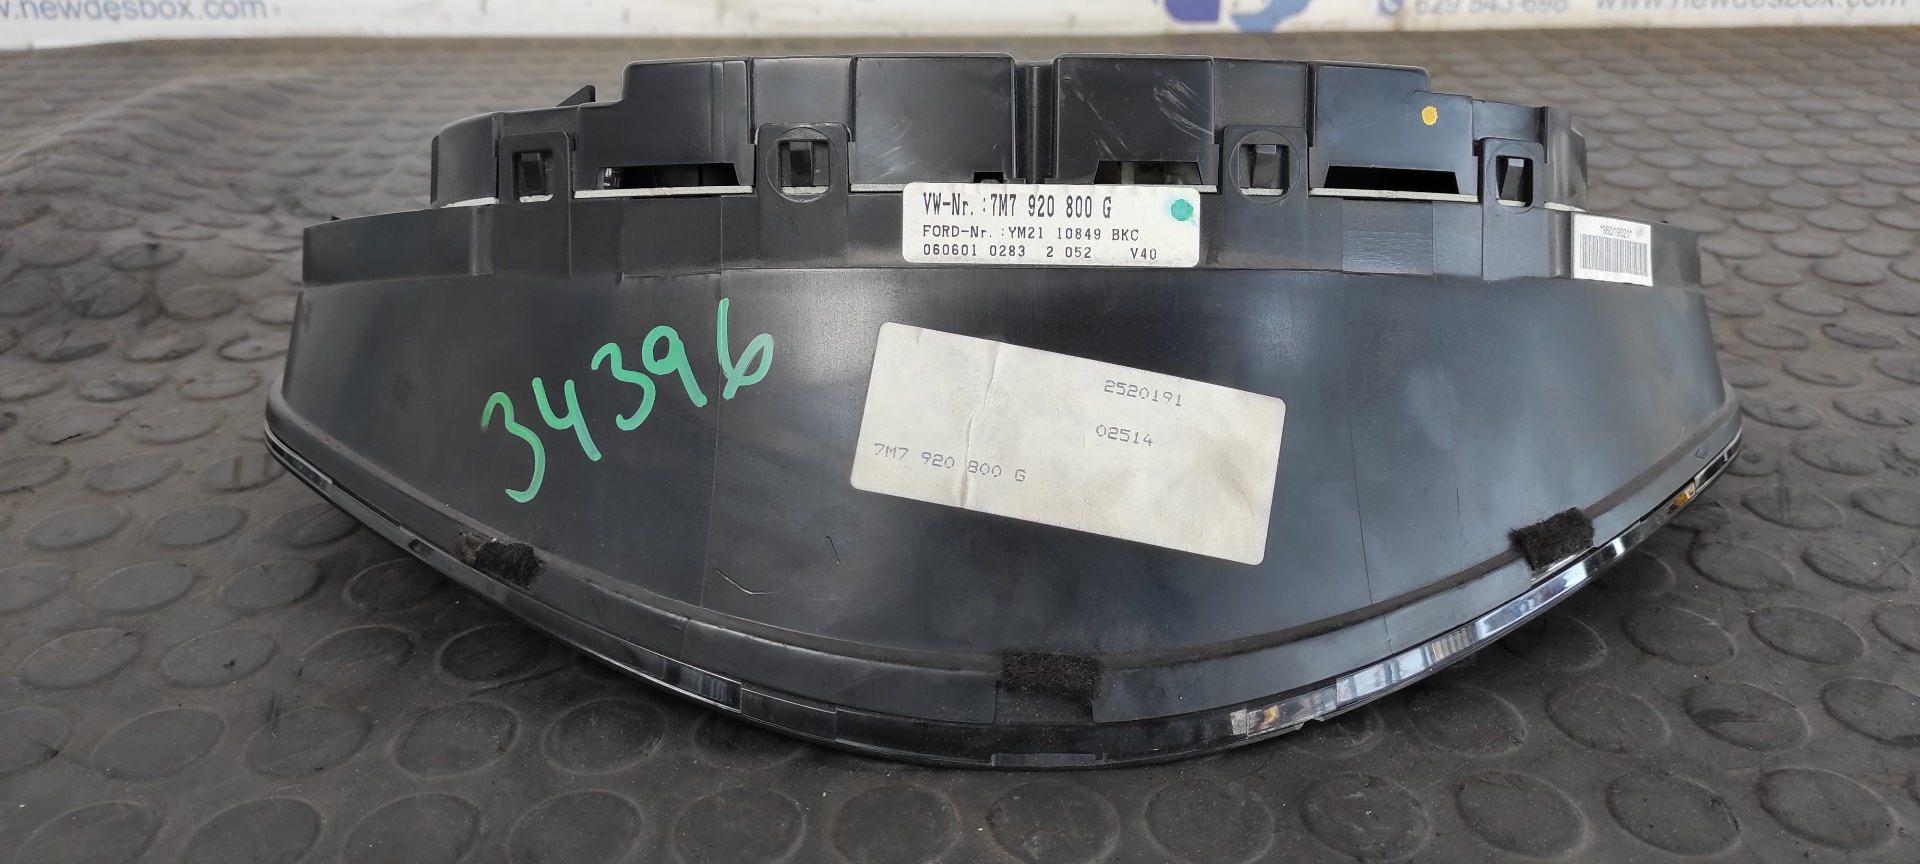 www.newdesbox.com
629 843 698
www.newdesbox.com
VW-Nr. :7M7 920 800 G
FORD-Nr. :YM21 10849 BKC
060601 0283 2 052 V40
*96019021*
34396
2520191
02514
7M7 920 800 G